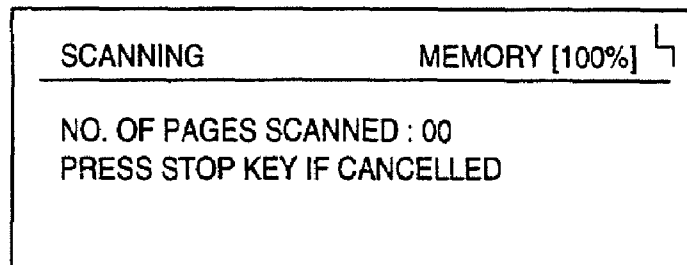 SCANNING MEMORY [100%]
NO. OF PAGES SCANNED : 00
PRESS STOP KEY IF CANCELLED